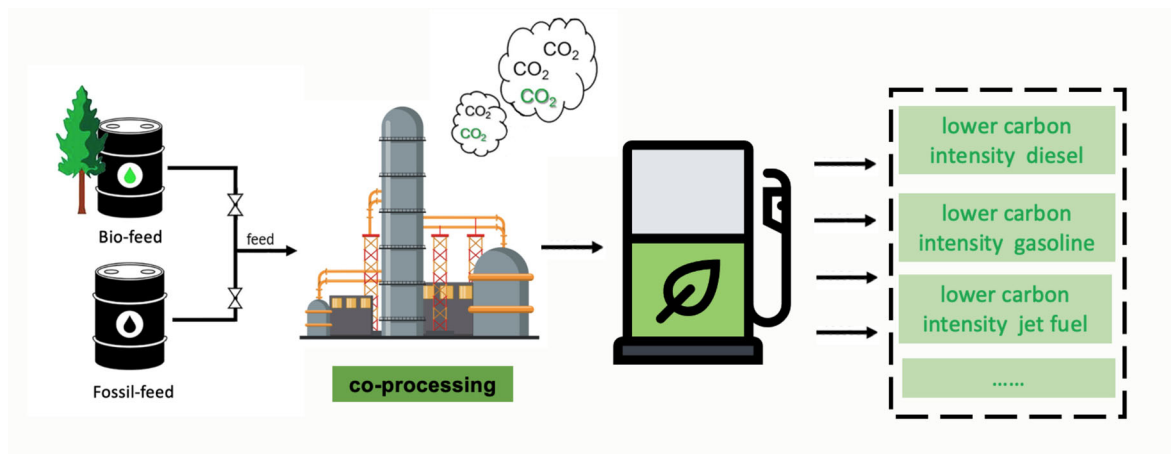 Bio-feed
Fossil-feed
feed
CO₂
CO₂
CO₂
CO₂
CO₂
co-processing
lower carbon
intensity diesel
lower carbon
intensity gasoline
lower carbon
intensity jet fuel
......